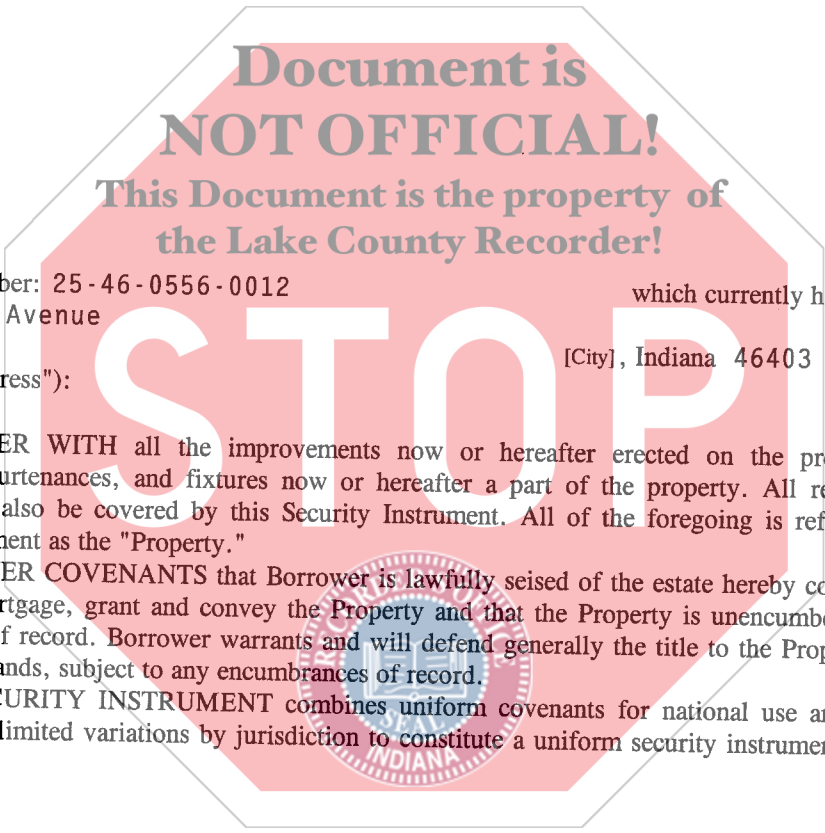 Document is
NOT OFFICIAL!
This Document is the property of
the Lake County Recorder!
ber: 25-46-0556-0012 which currently h
Avenue
[City], Indiana 46403
ress"):
STOP
ER WITH all the improvements now or hereafter erected on the pr
urtenances, and fixtures now or hereafter a part of the property. All re
also be covered by this Security Instrument. All of the foregoing is ref
nent as the "Property."
ER COVENANTS that Borrower is lawfully seised of the estate hereby co
rtgage, grant and convey the Property and that the Property is unencumbe
f record. Borrower warrants and will defend generally the title to the Prop
ands, subject to any encumbrances of record.
CURITY INSTRUMENT combines uniform covenants for national use an
limited variations by jurisdiction to constitute a uniform security instrumen
RECORDER'S OFFICE
SEAL
INDIANA